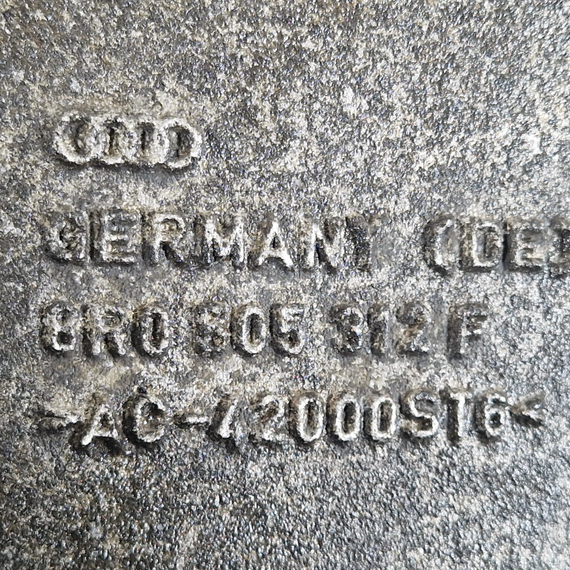 GERMANY (DE)
8R0 805 312 F
>AC-42000ST6<